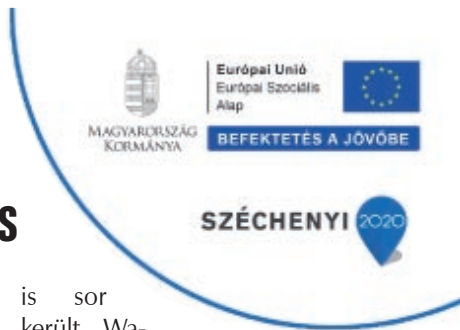 Európai Unió
Európai Szociális
Alap
MAGYARORSZÁG
KORMÁNYA
BEFEKTETÉS A JÖVŐBE
SZÉCHENYI 2020
S
is sor
került. Wa-